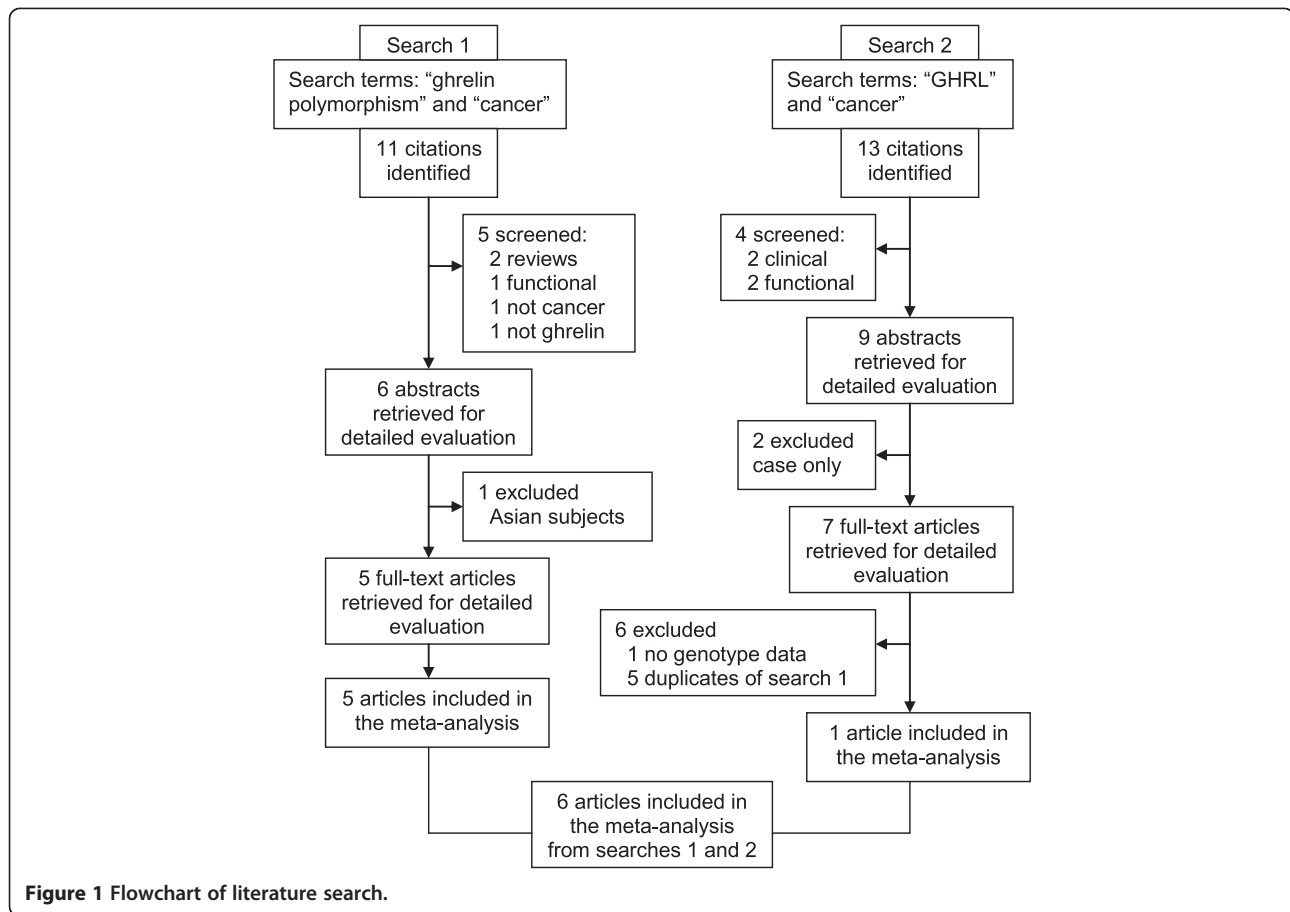 Search 1
Search terms: “ghrelin
polymorphism” and “cancer”
11 citations
identified
5 screened:
2 reviews
1 functional
1 not cancer
1 not ghrelin
6 abstracts
retrieved for
detailed evaluation
1 excluded
Asian subjects
5 full-text articles
retrieved for detailed
evaluation
5 articles included in
the meta-analysis
Search 2
Search terms: “GHRL”
and “cancer”
13 citations
identified
4 screened:
2 clinical
2 functional
9 abstracts
retrieved for
detailed evaluation
2 excluded
case only
7 full-text articles
retrieved for detailed
evaluation
6 excluded
1 no genotype data
5 duplicates of search 1
1 article included in
the meta-analysis
6 articles included in
the meta-analysis
from searches 1 and 2
Figure 1 Flowchart of literature search.